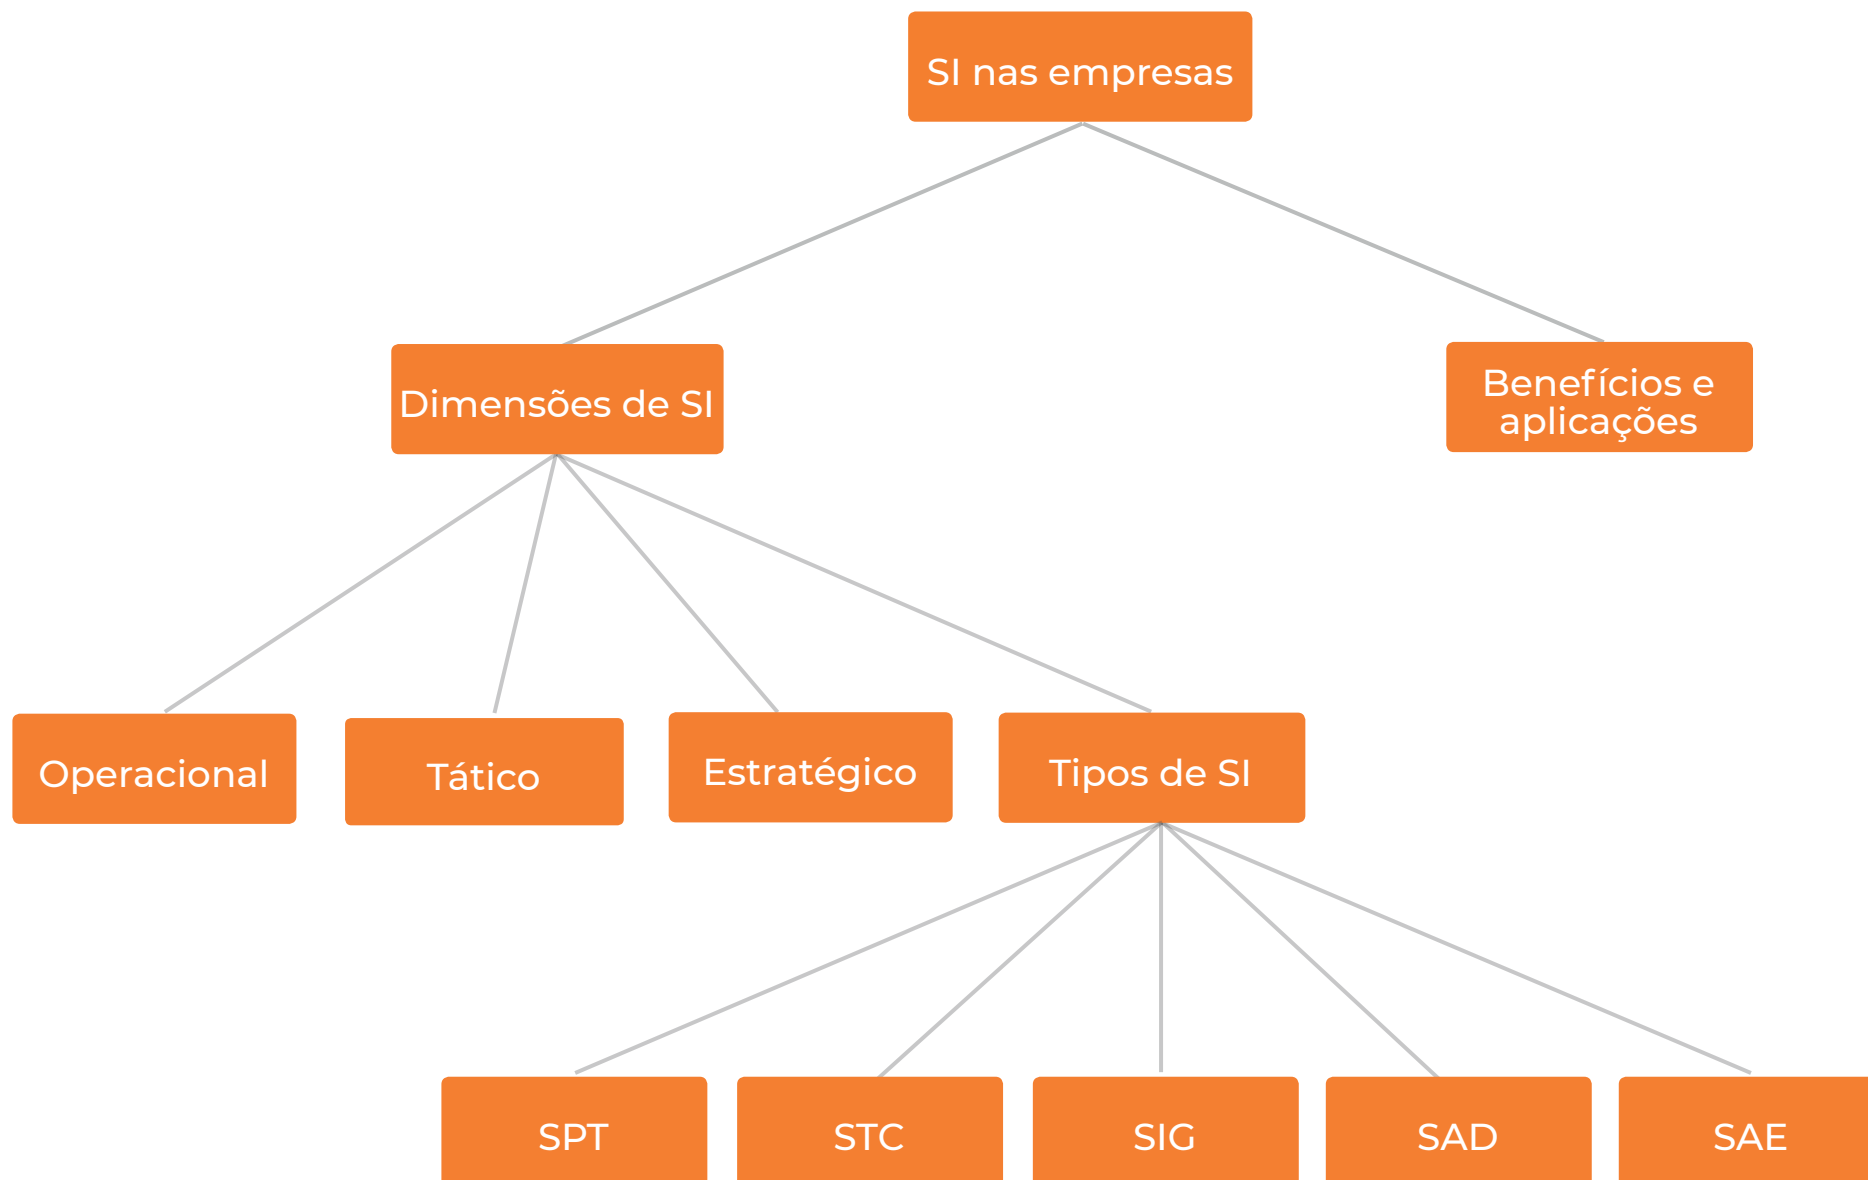 SI nas empresas
Dimensões de SI
Benefícios e
aplicações
Operacional
Tático
Estratégico
Tipos de SI
SPT
STC
SIG
SAD
SAE